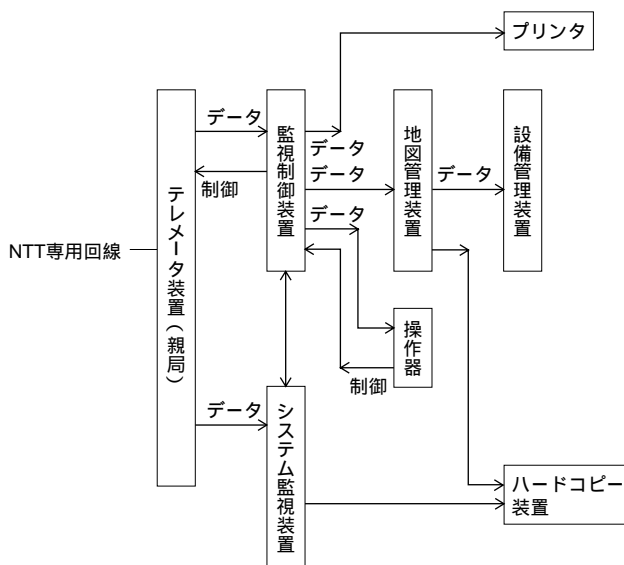 プリンタ
データ
監視制御装置
データ
地図管理装置
設備管理装置
データ
データ
制御
データ
テレメータ装置(親局)
NTT専用回線
操作器
制御
データ
システム監視装置
ハードコピー
装置